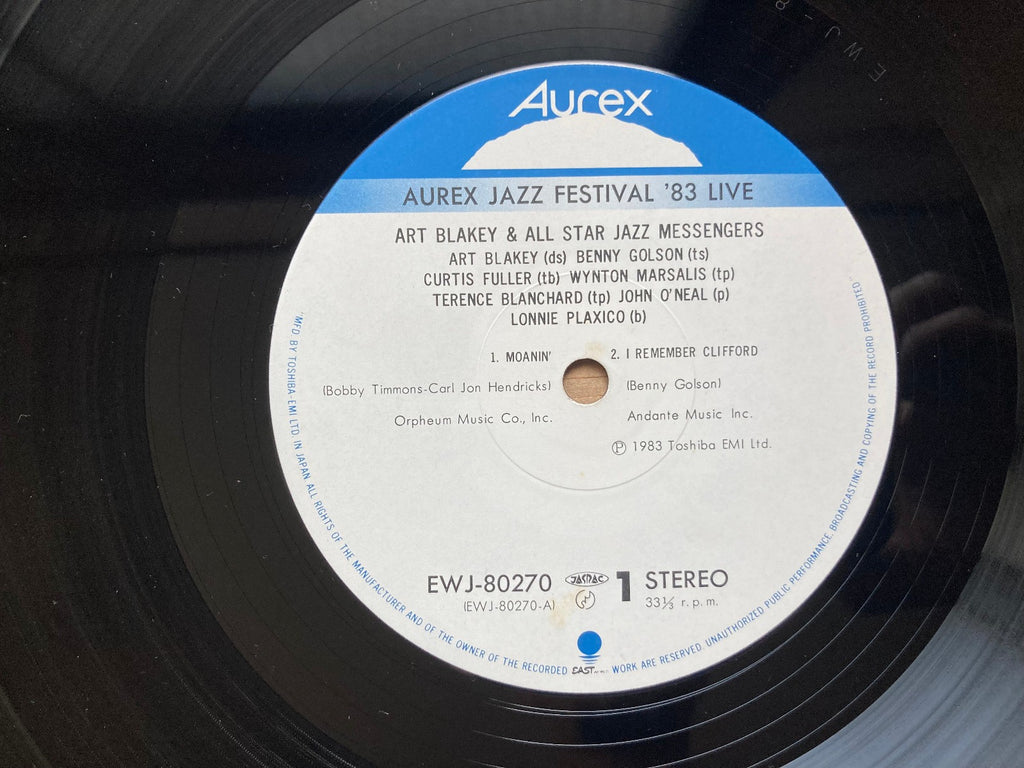 Aurex
AUREX JAZZ FESTIVAL '83 LIVE
ART BLAKEY & ALL STAR JAZZ MESSENGERS
ART BLAKEY (ds) BENNY GOLSON (ts)
CURTIS FULLER (tb) WYNTON MARSALIS (tp)
TERENCE BLANCHARD (tp) JOHN O'NEAL (p)
LONNIE PLAXICO (b)
1. MOANIN'
(Bobby Timmons-Carl Jon Hendricks)
Orpheum Music Co., Inc.
2. I REMEMBER CLIFFORD
(Benny Golson)
Andante Music Inc.
℗ 1983 Toshiba EMI Ltd.
EWJ-80270
(EWJ-80270-A)
JASRAC
1
STEREO
33⅓ r.p.m.
EAST
MFD BY TOSHIBA-EMI LTD IN JAPAN. ALL RIGHTS OF THE MANUFACTURER AND OF THE OWNER OF THE RECORDED WORK ARE RESERVED. UNAUTHORIZED PUBLIC PERFORMANCE, BROADCASTING AND COPYING OF THE RECORD PROHIBITED
EWJ-8